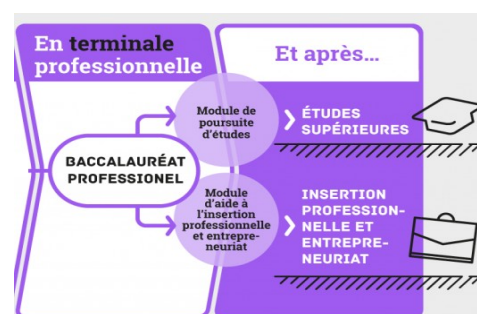 En terminale
professionnelle
Et après...
Module de
poursuite
d'études
ÉTUDES
SUPÉRIEURES
BACCALAURÉAT
PROFESSIONEL
Module
d'aide à
l'insertion
professionnelle
et entrepre-
neuriat
INSERTION
PROFESSION-
NELLE ET
ENTREPRE-
NEURIAT